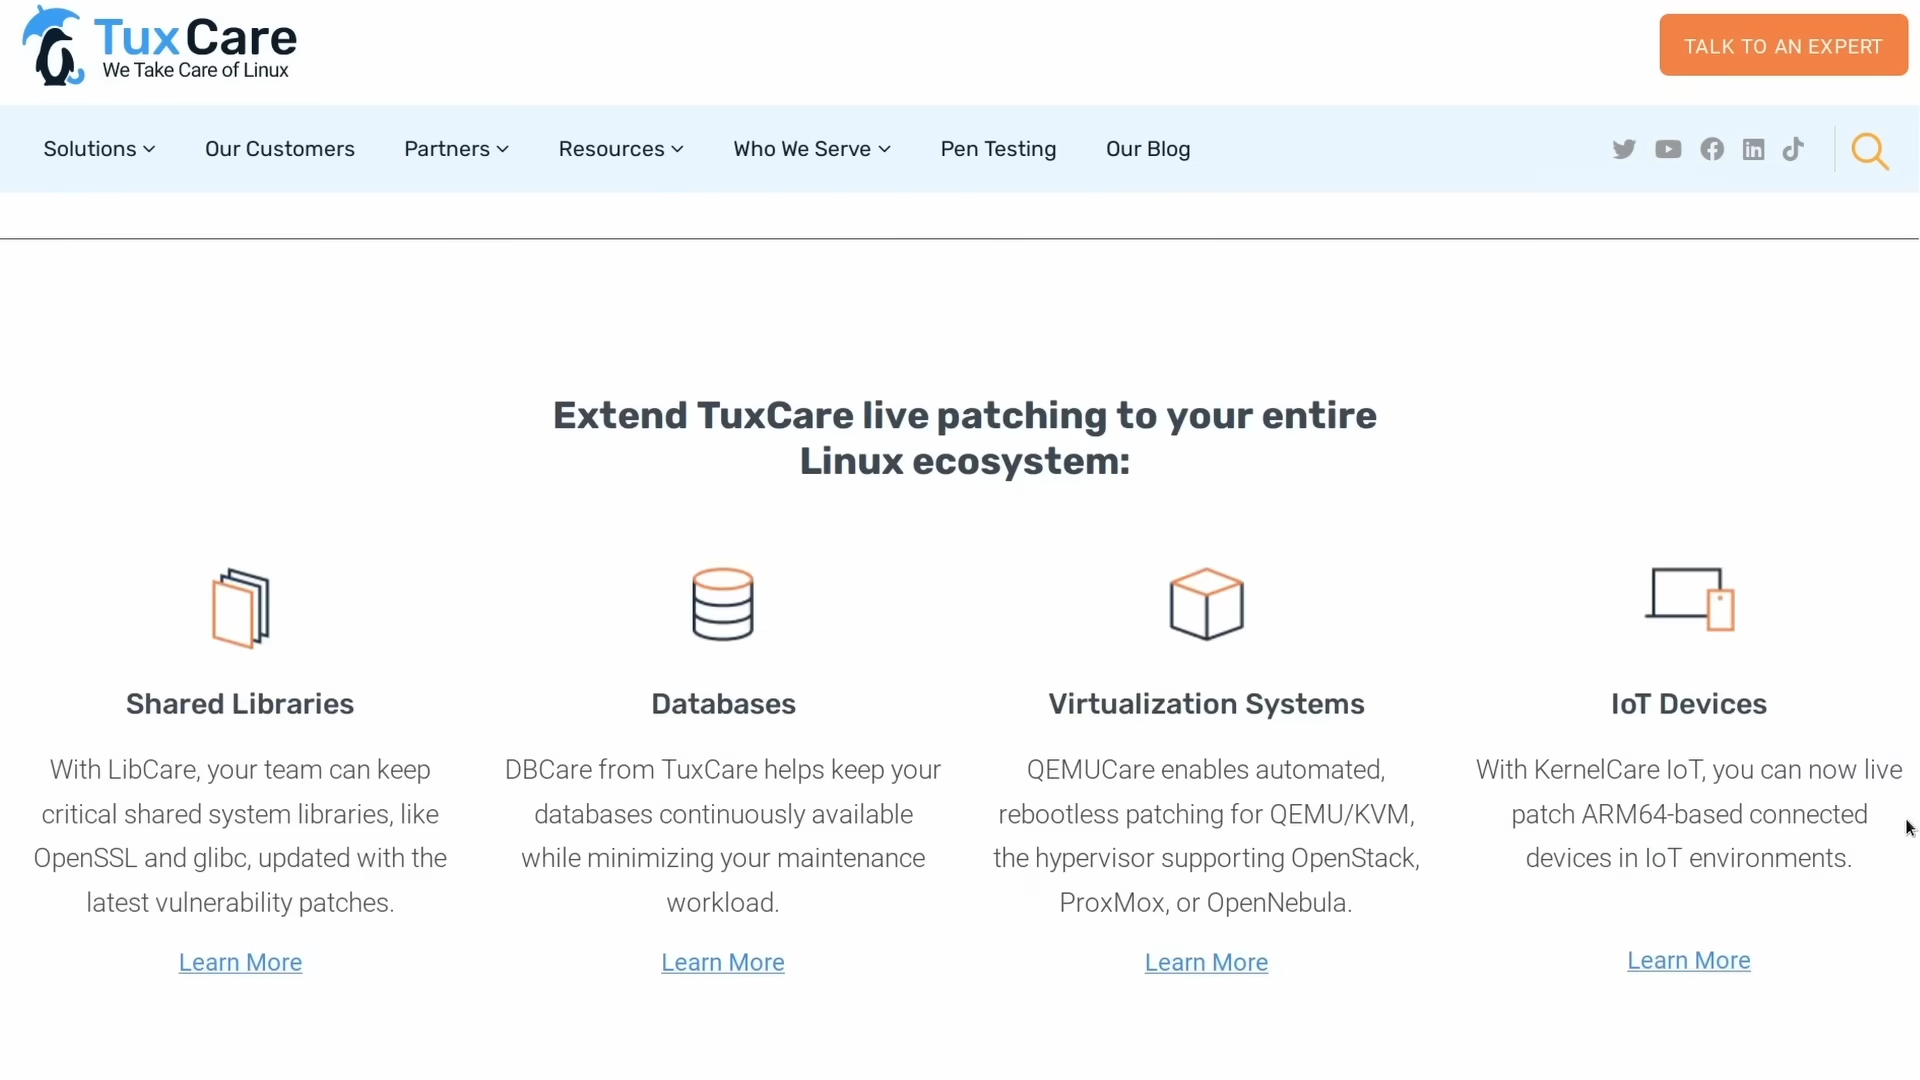 TuxCare
We Take Care of Linux
TALK TO AN EXPERT
Solutions
Our Customers
Partners
Resources
Who We Serve
Pen Testing
Our Blog
Extend TuxCare live patching to your entire
Linux ecosystem:
Shared Libraries
With LibCare, your team can keep
critical shared system libraries, like
OpenSSL and glibc, updated with the
latest vulnerability patches.
Learn More
Databases
DBCare from TuxCare helps keep your
databases continuously available
while minimizing your maintenance
workload.
Learn More
Virtualization Systems
QEMUCare enables automated,
rebootless patching for QEMU/KVM,
the hypervisor supporting OpenStack,
ProxMox, or OpenNebula.
Learn More
IoT Devices
With KernelCare IoT, you can now live
patch ARM64-based connected
devices in IoT environments.
Learn More